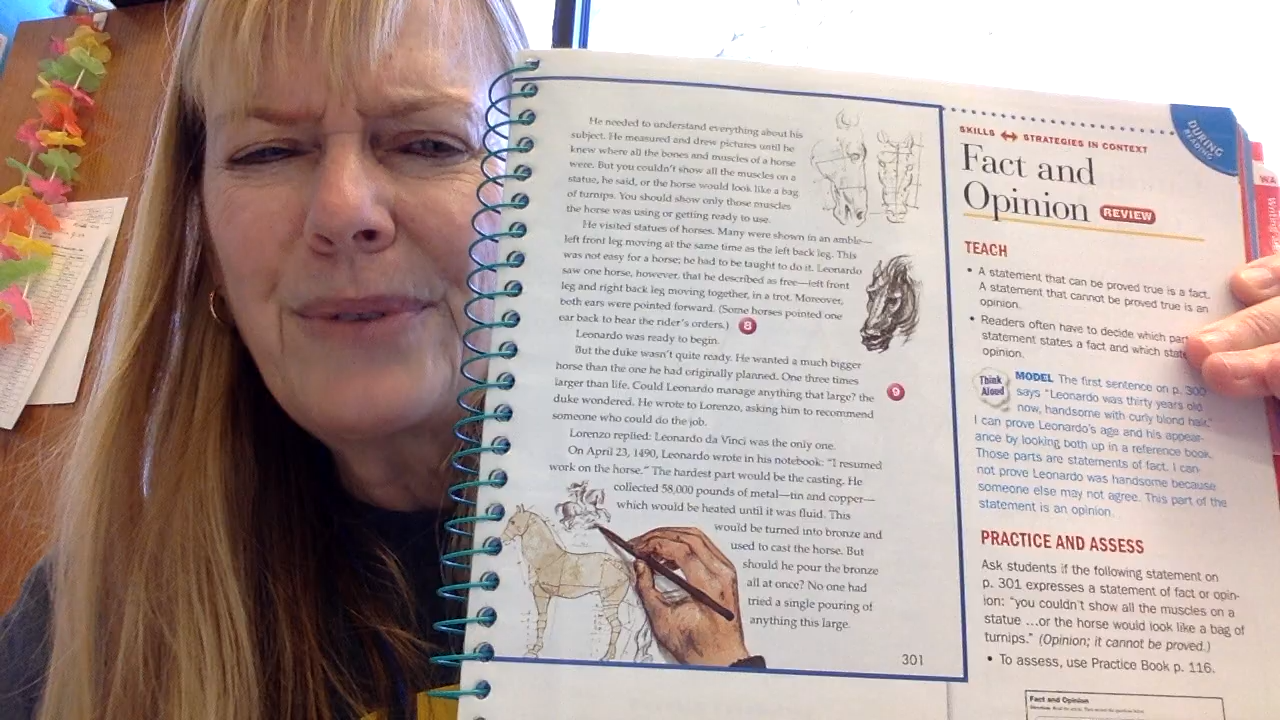 He needed to understand everything about his
subject. He measured and drew pictures until he
knew where all the bones and muscles of a horse
were. But you couldn't show all the muscles on a
statue, he said, or the horse would look like a bag
of turnips. You should show only those muscles
the horse was using or getting ready to use.
He visited statues of horses. Many were shown in an amble—
left front leg moving at the same time as the left back leg. This
was not easy for a horse; he had to be taught to do it. Leonardo
saw one horse, however, that he described as free—left front
leg and right back leg moving together, in a trot. Moreover,
both ears were pointed forward. (Some horses pointed one
ear back to hear the rider's orders.) 8
Leonardo was ready to begin.
But the duke wasn't quite ready. He wanted a much bigger
horse than the one he had originally planned. One three times
larger than life. Could Leonardo manage anything that large? the 9
duke wondered. He wrote to Lorenzo, asking him to recommend
someone who could do the job.
Lorenzo replied: Leonardo da Vinci was the only one.
On April 23, 1490, Leonardo wrote in his notebook: "I resumed
work on the horse." The hardest part would be the casting. He
collected 58,000 pounds of metal—tin and copper—
which would be heated until it was fluid. This
would be turned into bronze and
used to cast the horse. But
should he pour the bronze
all at once? No one had
tried a single pouring of
anything this large.
301
DURING
READING
SKILLS ↔ STRATEGIES IN CONTEXT
Fact and
Opinion REVIEW
TEACH
• A statement that can be proved true is a fact.
A statement that cannot be proved true is an
opinion.
• Readers often have to decide which part
statement states a fact and which
opinion.
Think
Aloud
MODEL The first sentence on p. 300
says "Leonardo was thirty years old
now, handsome with curly blond hair."
I can prove Leonardo's age and his appear-
ance by looking both up in a reference book.
Those parts are statements of fact. I can
not prove Leonardo was handsome because
someone else may not agree. This part of the
statement is an opinion.
PRACTICE AND ASSESS
Ask students if the following statement on
p. 301 expresses a statement of fact or opin-
ion: "you couldn't show all the muscles on a
statue ...or the horse would look like a bag of
turnips." (Opinion; it cannot be proved.)
• To assess, use Practice Book p. 116.
Fact and Opinion
WA
Writing